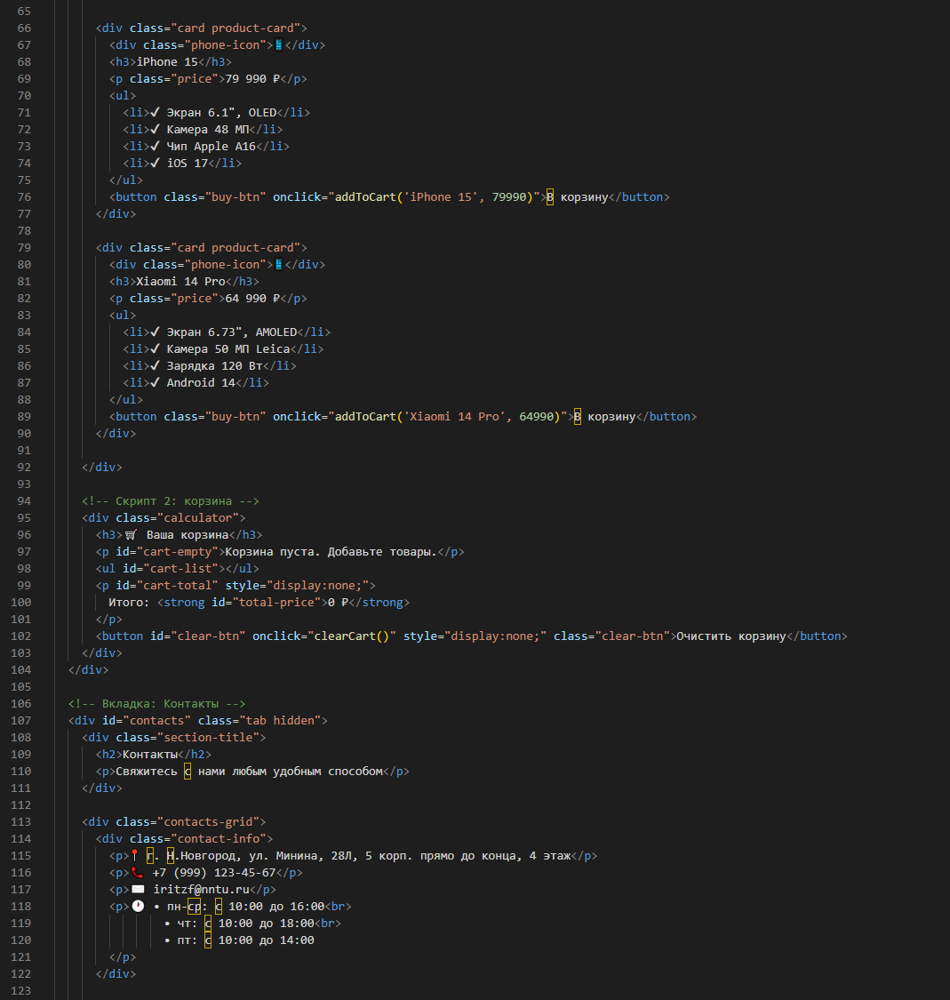 65
66 <div class="card product-card">
67 <div class="phone-icon">📱</div>
68 <h3>iPhone 15</h3>
69 <p class="price">79 990 ₽</p>
70 <ul>
71 <li>✓ Экран 6.1", OLED</li>
72 <li>✓ Камера 48 МП</li>
73 <li>✓ Чип Apple A16</li>
74 <li>✓ iOS 17</li>
75 </ul>
76 <button class="buy-btn" onclick="addToCart('iPhone 15', 79990)">В корзину</button>
77 </div>
78
79 <div class="card product-card">
80 <div class="phone-icon">📱</div>
81 <h3>Xiaomi 14 Pro</h3>
82 <p class="price">64 990 ₽</p>
83 <ul>
84 <li>✓ Экран 6.73", AMOLED</li>
85 <li>✓ Камера 50 МП Leica</li>
86 <li>✓ Зарядка 120 Вт</li>
87 <li>✓ Android 14</li>
88 </ul>
89 <button class="buy-btn" onclick="addToCart('Xiaomi 14 Pro', 64990)">В корзину</button>
90 </div>
91
92 </div>
93
94 <!-- Скрипт 2: корзина -->
95 <div class="calculator">
96 <h3>🛒 Ваша корзина</h3>
97 <p id="cart-empty">Корзина пуста. Добавьте товары.</p>
98 <ul id="cart-list"></ul>
99 <p id="cart-total" style="display:none;">
100 Итого: <strong id="total-price">0 ₽</strong>
101 </p>
102 <button id="clear-btn" onclick="clearCart()" style="display:none;" class="clear-btn">Очистить корзину</button>
103 </div>
104 </div>
105
106 <!-- Вкладка: Контакты -->
107 <div id="contacts" class="tab hidden">
108 <div class="section-title">
109 <h2>Контакты</h2>
110 <p>Свяжитесь с нами любым удобным способом</p>
111 </div>
112
113 <div class="contacts-grid">
114 <div class="contact-info">
115 <p>📍 г. Н.Новгород, ул. Минина, 28Л, 5 корп. прямо до конца, 4 этаж</p>
116 <p>📞 +7 (999) 123-45-67</p>
117 <p>✉️ iritzf@nntu.ru</p>
118 <p>🕐 • пн-ср: с 10:00 до 16:00<br>
119 • чт: с 10:00 до 18:00<br>
120 • пт: с 10:00 до 14:00
121 </p>
122 </div>
123